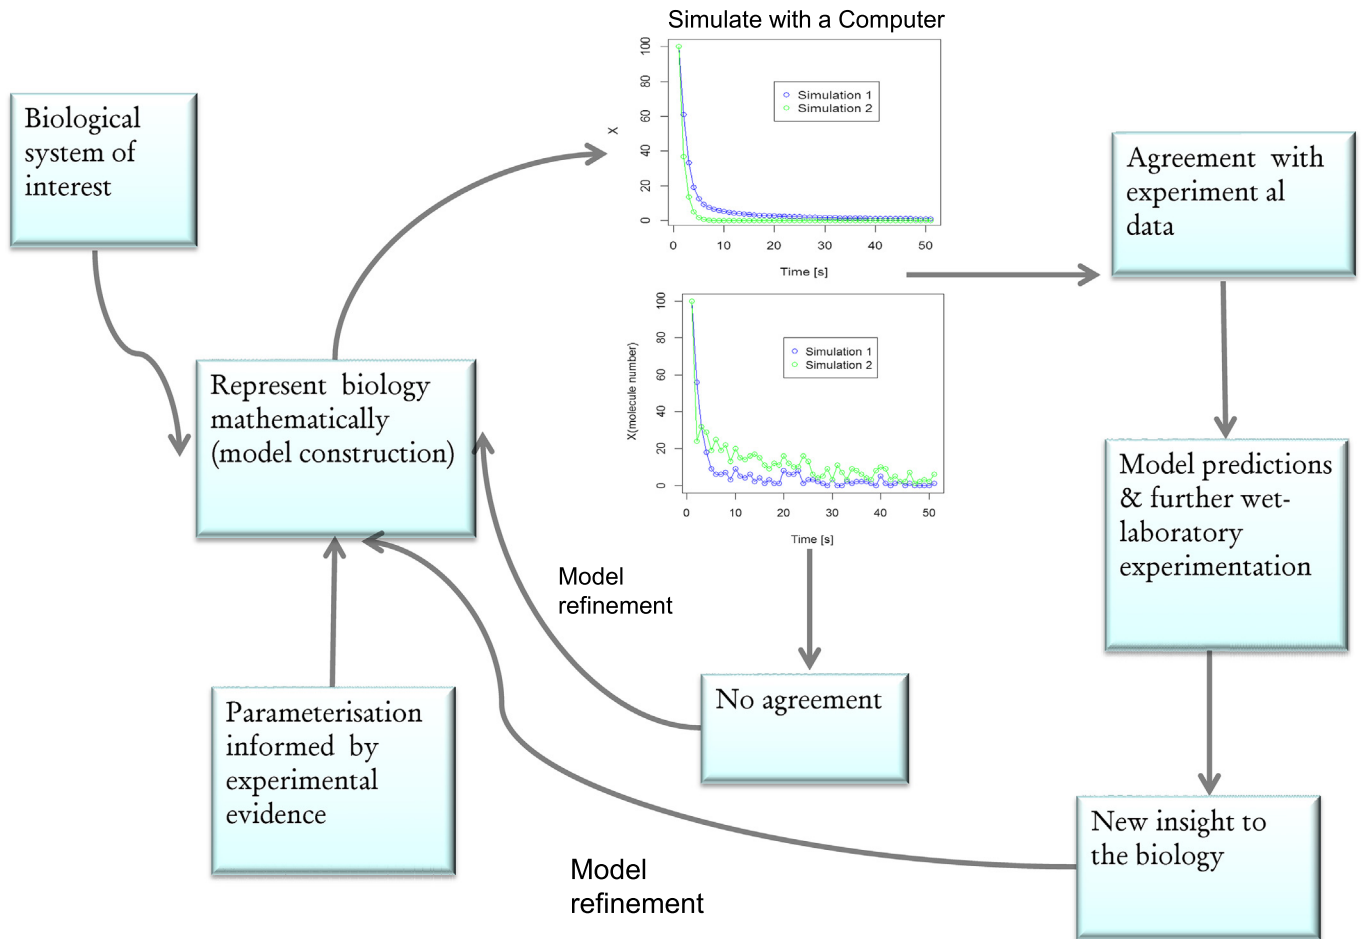 Simulate with a Computer
100
80
60
40
20
0
X
Simulation 1
Simulation 2
0 10 20 30 40 50
Time [s]
Biological
system of
interest
Agreement with
experiment al
data
100
80
60
40
20
0
X(molecule number)
Simulation 1
Simulation 2
0 10 20 30 40 50
Time [s]
Represent biology
mathematically
(model construction)
Model predictions
& further wet-
laboratory
experimentation
Model
refinement
No agreement
Parameterisation
informed by
experimental
evidence
New insight to
the biology
Model
refinement